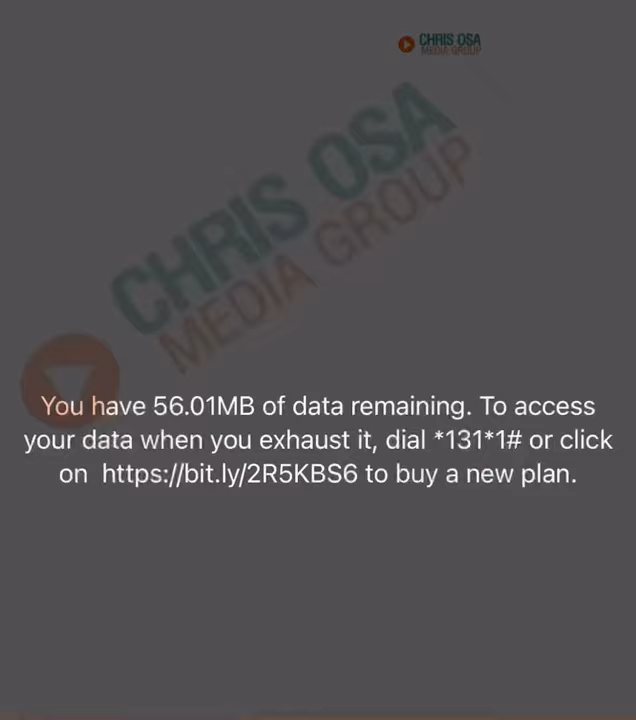 CHRIS OSA
MEDIA GROUP
CHRIS OSA
MEDIA GROUP
You have 56.01MB of data remaining. To access
your data when you exhaust it, dial *131*1# or click
on https://bit.ly/2R5KBS6 to buy a new plan.